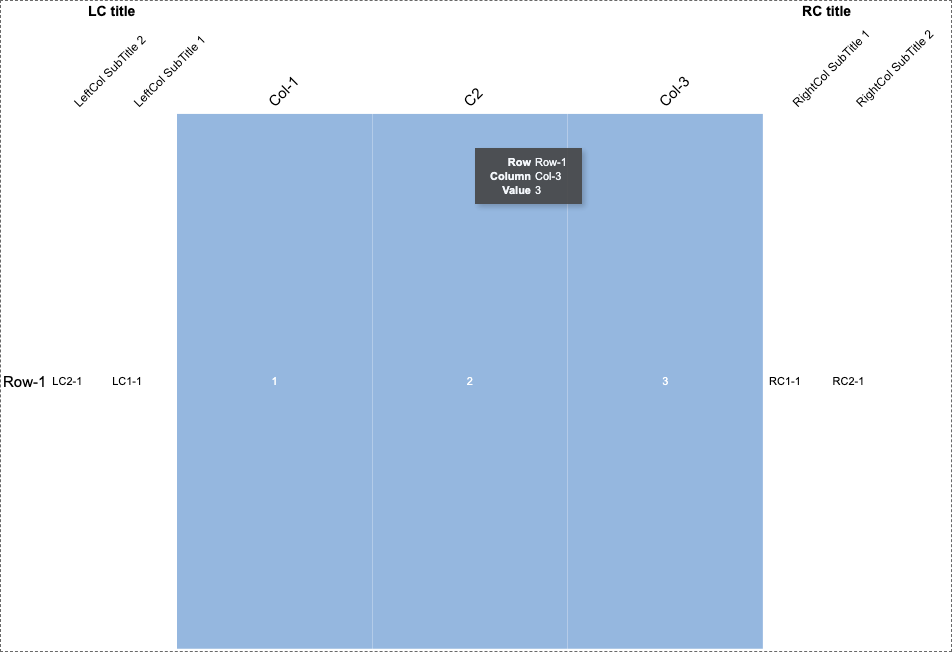 LC title
RC title
LeftCol SubTitle 2
LeftCol SubTitle 1
Col-1
C2
Col-3
RightCol SubTitle 1
RightCol SubTitle 2
Row Row-1
Column Col-3
Value 3
Row-1 LC2-1 LC1-1 1 2 3 RC1-1 RC2-1